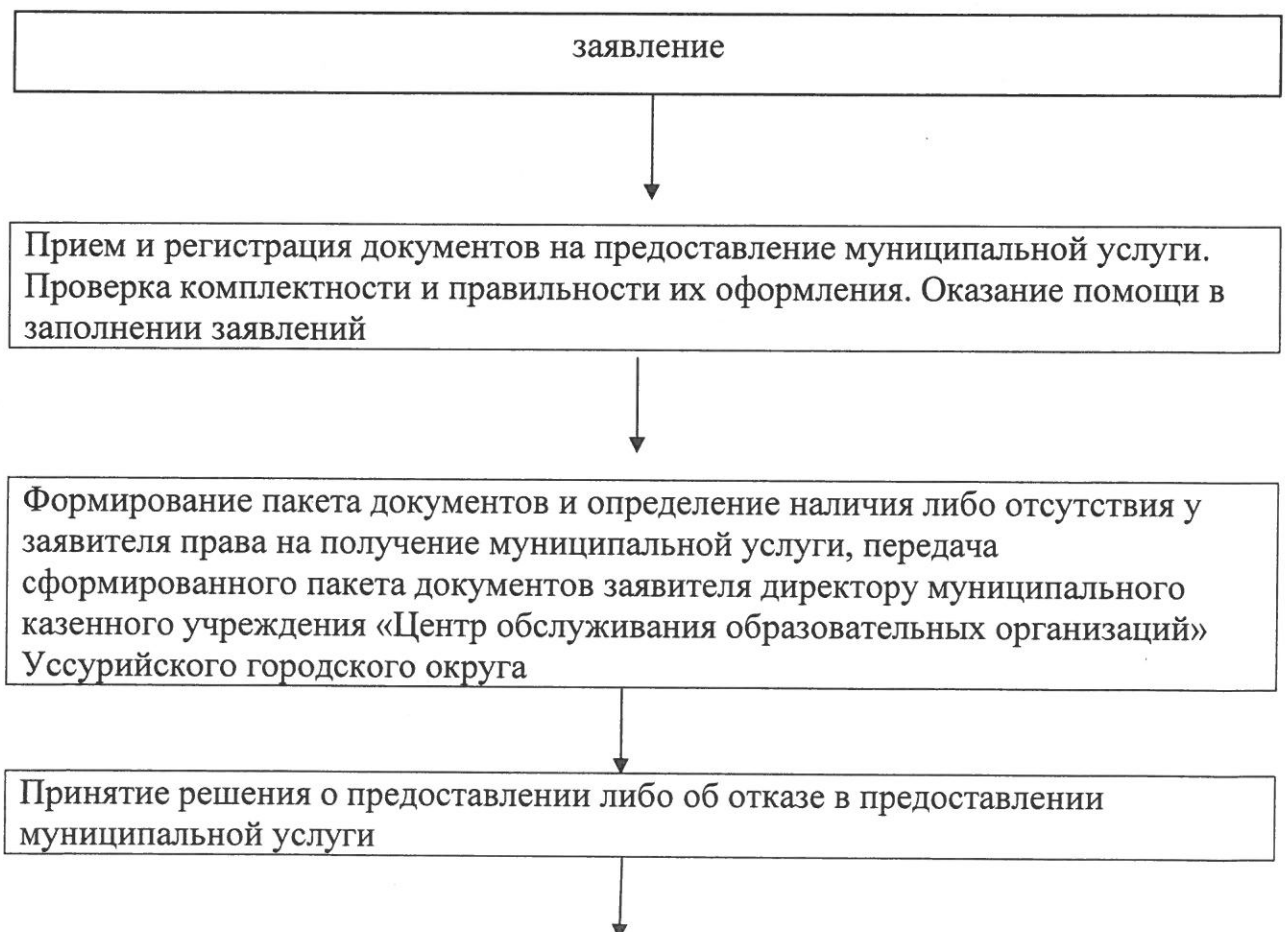 заявление
Прием и регистрация документов на предоставление муниципальной услуги.
Проверка комплектности и правильности их оформления. Оказание помощи в
заполнении заявлений
Формирование пакета документов и определение наличия либо отсутствия у
заявителя права на получение муниципальной услуги, передача
сформированного пакета документов заявителя директору муниципального
казенного учреждения «Центр обслуживания образовательных организаций»
Уссурийского городского округа
Принятие решения о предоставлении либо об отказе в предоставлении
муниципальной услуги